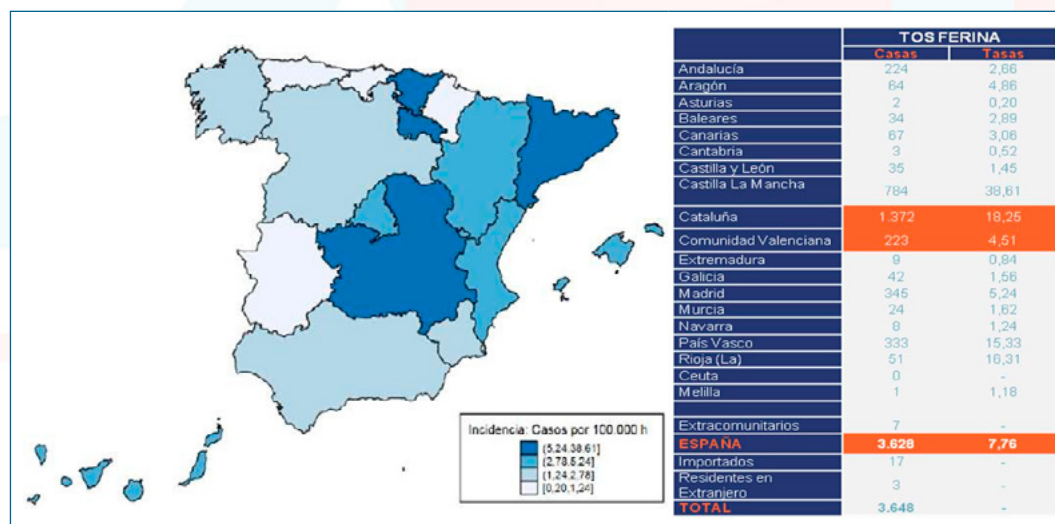 TOS FERINA
Casas Tasas
Andalucía 224 2,66
Aragón 64 4,86
Asturias 2 0,20
Baleares 34 2,89
Canarias 67 3,06
Cantabria 3 0,52
Castilla y León 35 1,45
Castilla La Mancha 784 38,61
Cataluña 1.372 18,25
Comunidad Valenciana 223 4,51
Extremadura 9 0,84
Galicia 42 1,56
Madrid 345 5,24
Murcia 24 1,62
Navarra 8 1,24
País Vasco 333 15,33
Rioja (La) 51 16,31
Ceuta 0 -
Melilla 1 1,18
Extracomunitarios 7 -
ESPAÑA 3.628 7,76
Importados 17 -
Residentes en
Extranjero 3 -
TOTAL 3.648 -
Incidencia: Casos por 100.000 h
(5,24,38,61]
(2,78,5,24]
(1,24,2,78]
[0,20,1,24]